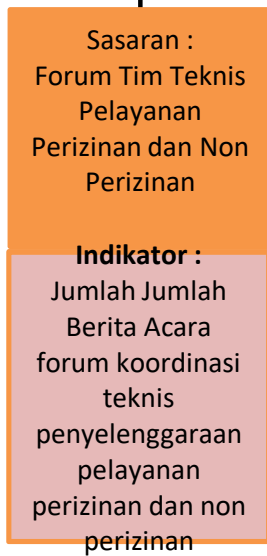 Sasaran :
Forum Tim Teknis
Pelayanan
Perizinan dan Non
Perizinan
Indikator :
Jumlah Jumlah
Berita Acara
forum koordinasi
teknis
penyelenggaraan
pelayanan
perizinan dan non
perizinan